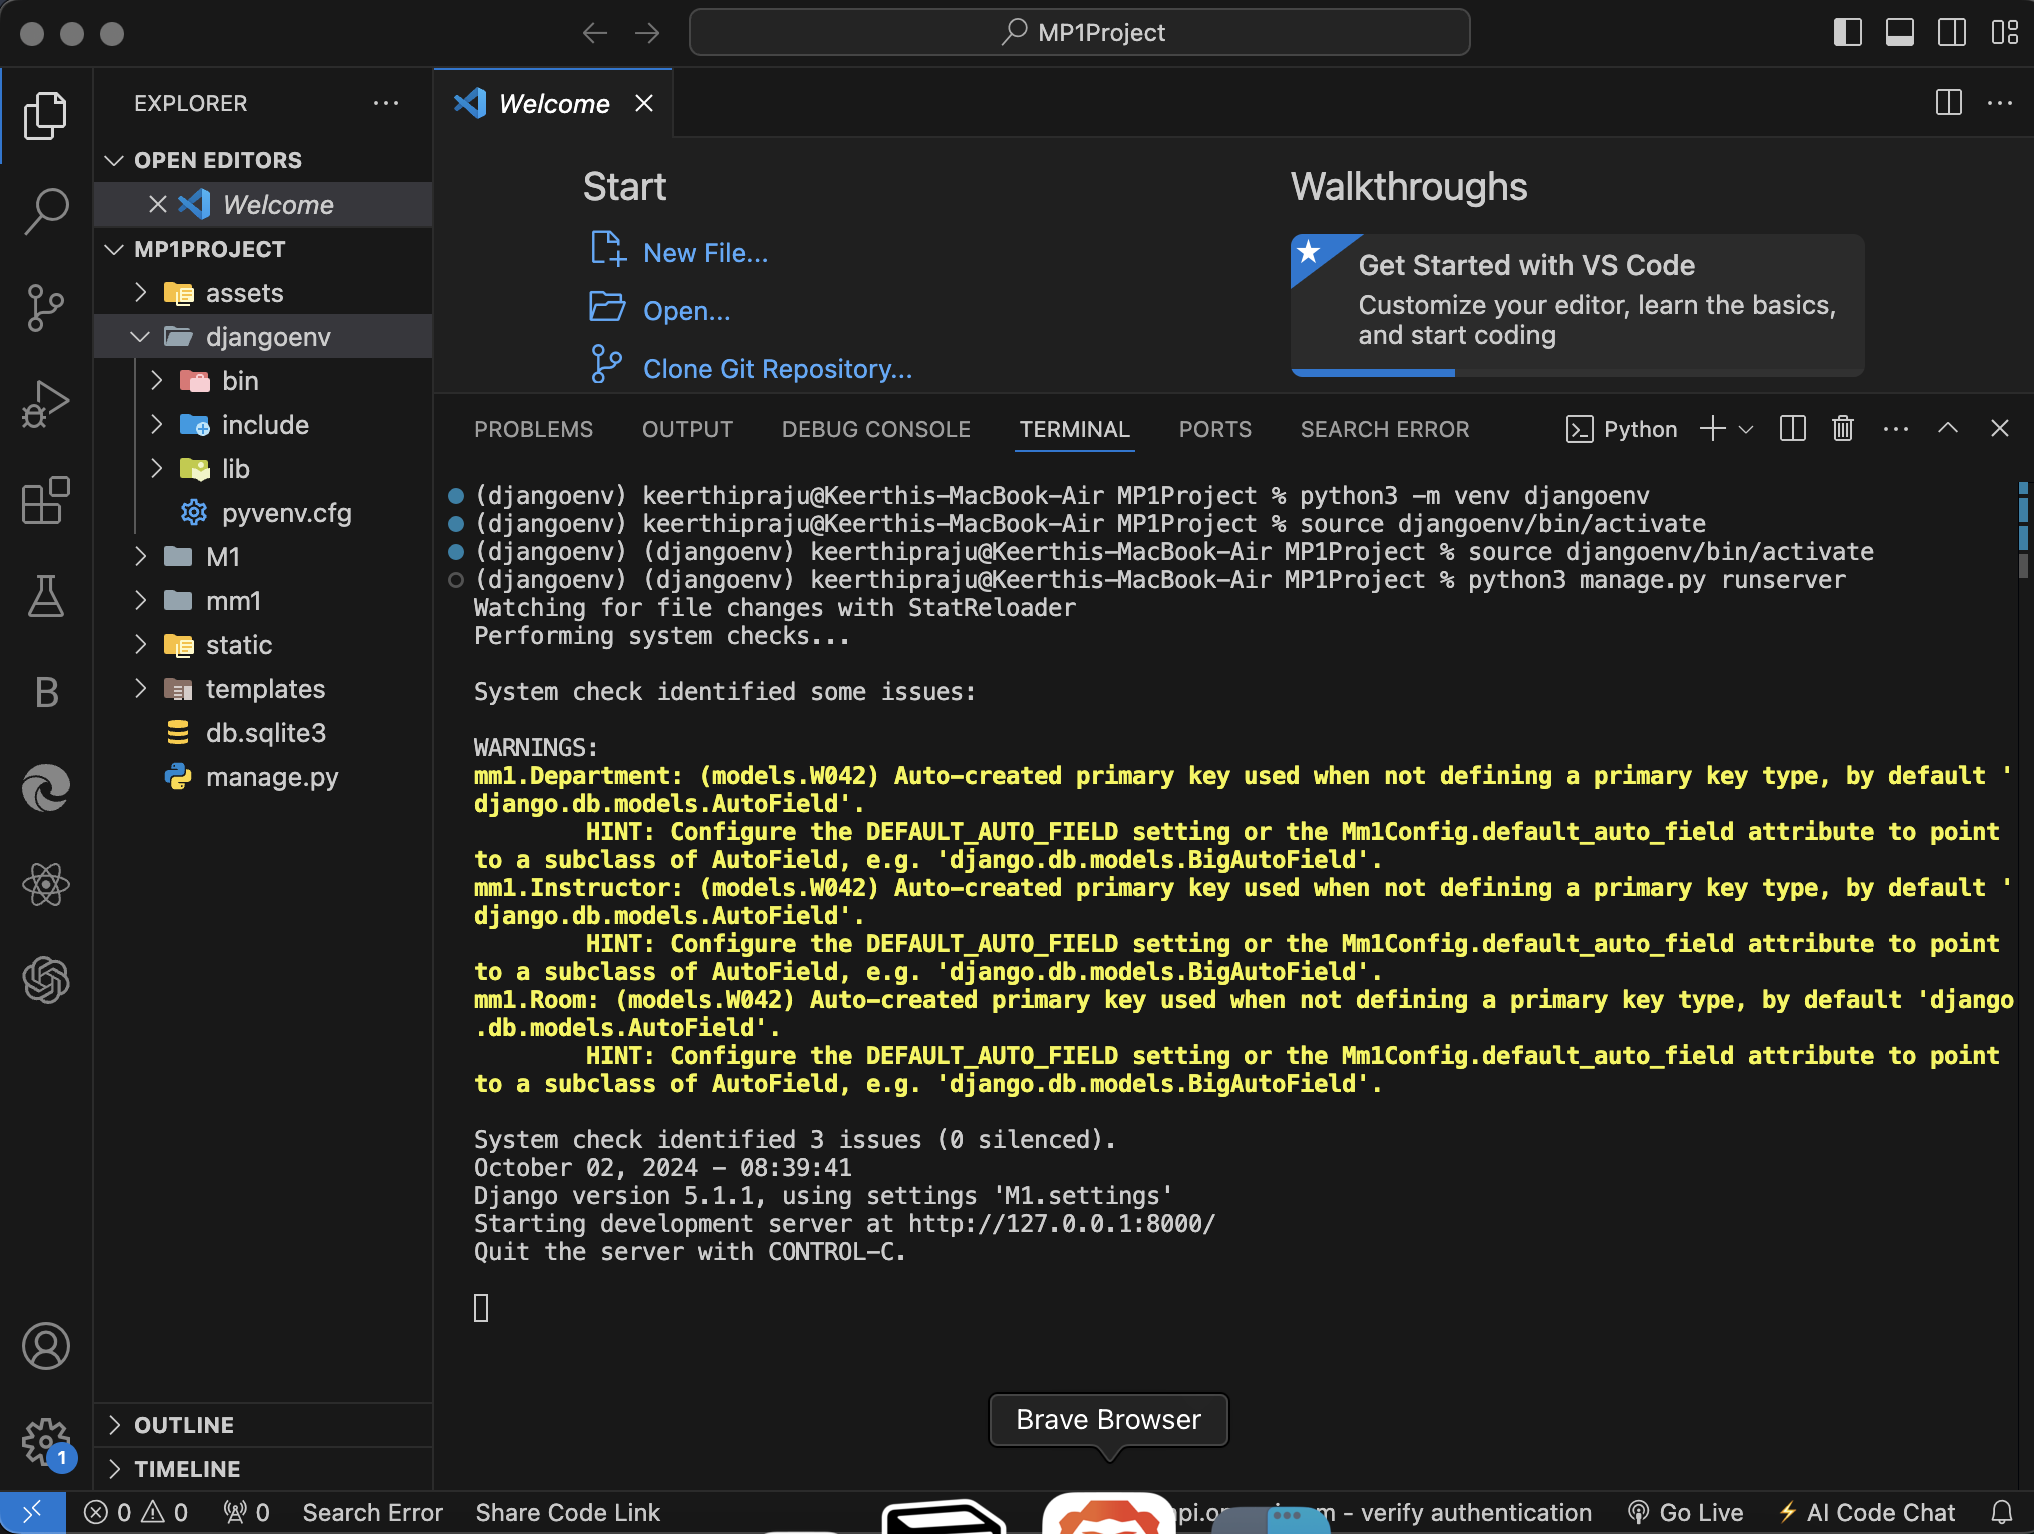 MP1Project
EXPLORER
Welcome
OPEN EDITORS
Welcome
MP1PROJECT
assets
djangoenv
bin
include
lib
pyvenv.cfg
M1
mm1
static
templates
db.sqlite3
manage.py
OUTLINE
TIMELINE
B
1
Start
New File...
Open...
Clone Git Repository...
Walkthroughs
Get Started with VS Code
Customize your editor, learn the basics,
and start coding
PROBLEMS OUTPUT DEBUG CONSOLE TERMINAL PORTS SEARCH ERROR Python
(djangoenv) keerthipraju@Keerthis-MacBook-Air MP1Project % python3 -m venv djangoenv
(djangoenv) keerthipraju@Keerthis-MacBook-Air MP1Project % source djangoenv/bin/activate
(djangoenv) (djangoenv) keerthipraju@Keerthis-MacBook-Air MP1Project % source djangoenv/bin/activate
(djangoenv) (djangoenv) keerthipraju@Keerthis-MacBook-Air MP1Project % python3 manage.py runserver
Watching for file changes with StatReloader
Performing system checks...
System check identified some issues:
WARNINGS:
mm1.Department: (models.W042) Auto-created primary key used when not defining a primary key type, by default '
django.db.models.AutoField'.
HINT: Configure the DEFAULT_AUTO_FIELD setting or the Mm1Config.default_auto_field attribute to point
to a subclass of AutoField, e.g. 'django.db.models.BigAutoField'.
mm1.Instructor: (models.W042) Auto-created primary key used when not defining a primary key type, by default '
django.db.models.AutoField'.
HINT: Configure the DEFAULT_AUTO_FIELD setting or the Mm1Config.default_auto_field attribute to point
to a subclass of AutoField, e.g. 'django.db.models.BigAutoField'.
mm1.Room: (models.W042) Auto-created primary key used when not defining a primary key type, by default 'django
.db.models.AutoField'.
HINT: Configure the DEFAULT_AUTO_FIELD setting or the Mm1Config.default_auto_field attribute to point
to a subclass of AutoField, e.g. 'django.db.models.BigAutoField'.
System check identified 3 issues (0 silenced).
October 02, 2024 - 08:39:41
Django version 5.1.1, using settings 'M1.settings'
Starting development server at http://127.0.0.1:8000/
Quit the server with CONTROL-C.
Brave Browser
0 0 0 Search Error Share Code Link - verify authentication Go Live AI Code Chat